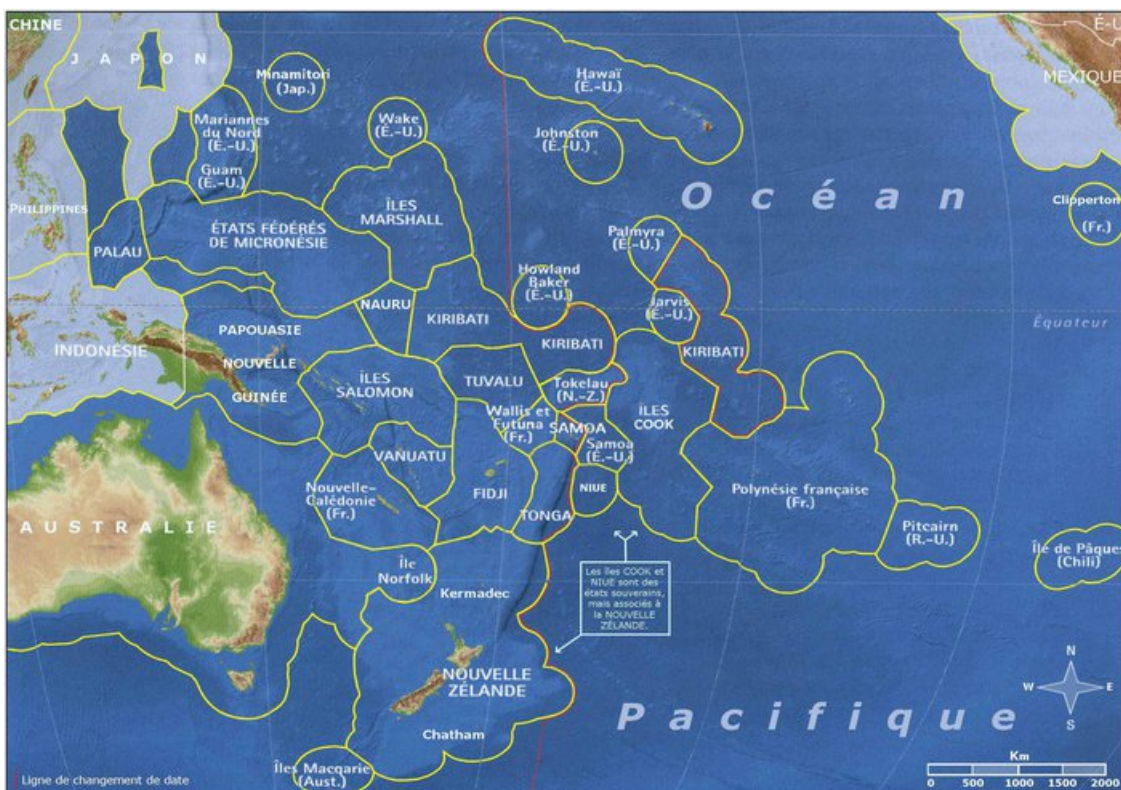 CHINE
É-U
J A P O N
Minamitori
(Jap.)
Hawaï
(É.-U.)
MEXIQUE
Mariannes
du Nord
(É.-U.)
Guam
(É.-U.)
Wake
(É.-U.)
Johnston
(É.-U.)
Océan
Clipperton
(Fr.)
PHILIPPINES
PALAU
ÉTATS FÉDÉRÉS
DE MICRONÉSIE
ÎLES
MARSHALL
Palmyra
(É.-U.)
Howland
Baker
(É.-U.)
Jarvis
(É.-U.)
NAURU
KIRIBATI
KIRIBATI
KIRIBATI
Équateur
INDONÉSIE
PAPOUASIE
NOUVELLE
GUINÉE
ÎLES
SALOMON
TUVALU
Tokelau
(N.-Z.)
ÎLES
COOK
Wallis et
Futuna
(Fr.)
SAMOA
Samoa
(É.-U.)
VANUATU
Nouvelle-
Calédonie
(Fr.)
FIDJI
NIUE
TONGA
Polynésie française
(Fr.)
Pitcairn
(R.-U.)
Île de Pâques
(Chili)
AUSTRALIE
Île
Norfolk
Kermadec
Les îles COOK et
NIUE sont des
états souverains,
mais associés à
la NOUVELLE
ZÉLANDE.
NOUVELLE
ZÉLANDE
Chatham
Pacifique
N
W E
S
Îles Macqarie
(Aust.)
Ligne de changement de date
Km
0 500 1000 1500 2000